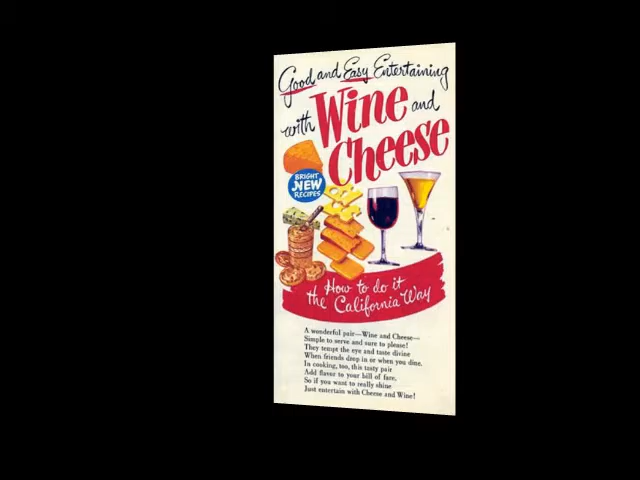 Good and Easy Entertaining
with Wine and
Cheese
BRIGHT
NEW
RECIPES
How to do it
the California Way
A wonderful pair—Wine and Cheese—
Simple to serve and sure to please!
They tempt the eye and taste divine
When friends drop in or when you dine.
In cooking, too, this tasty pair
Add flavor to your bill of fare,
So if you want to really shine
Just entertain with Cheese and Wine!